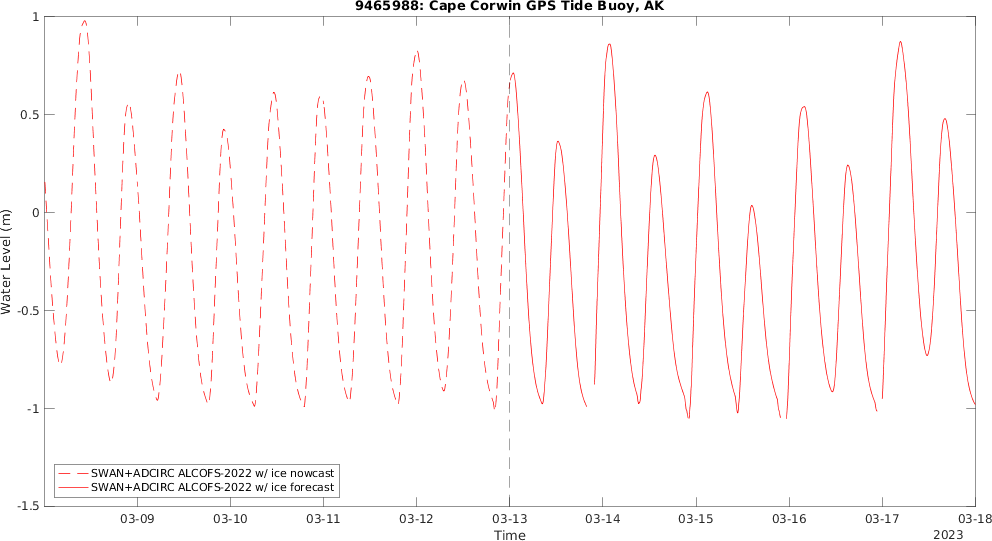 9465988: Cape Corwin GPS Tide Buoy, AK
Water Level (m)
1
0.5
0
-0.5
-1
-1.5
SWAN+ADCIRC ALCOFS-2022 w/ ice nowcast
SWAN+ADCIRC ALCOFS-2022 w/ ice forecast
03-09 03-10 03-11 03-12 03-13 03-14 03-15 03-16 03-17 03-18
Time
2023